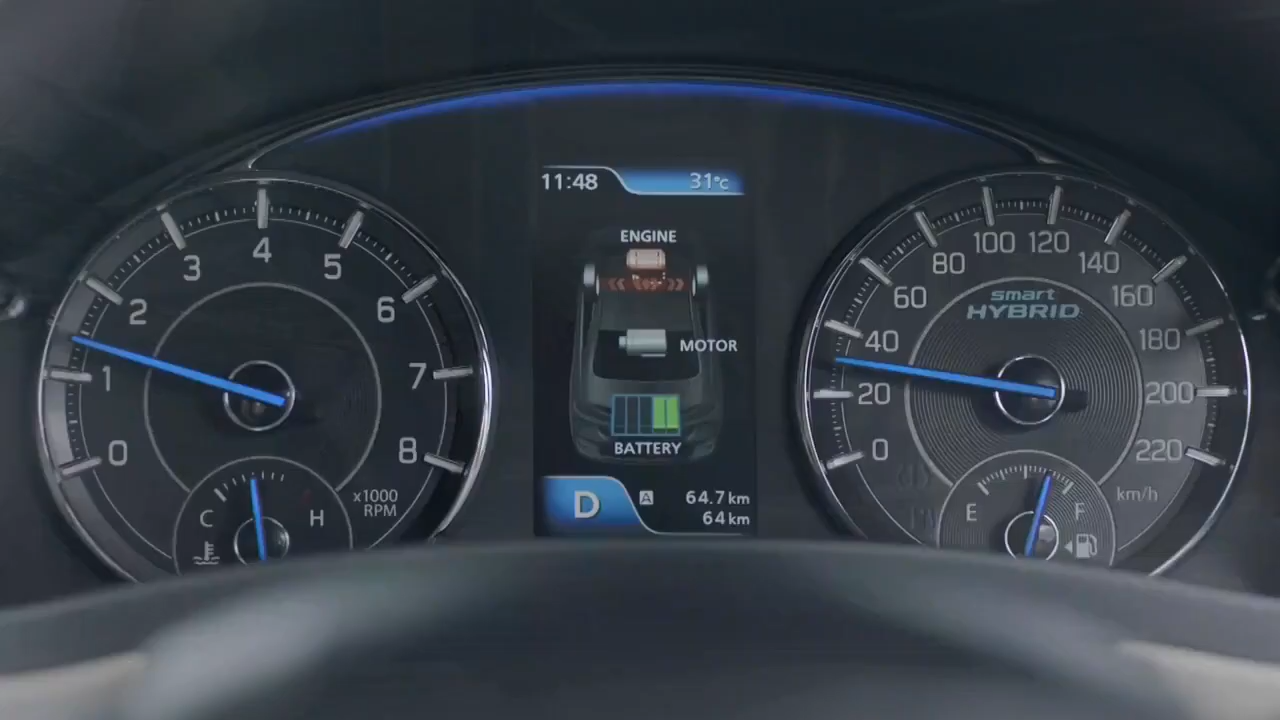 11:48 31°C
ENGINE
MOTOR
BATTERY
D A 64.7 km
64 km
0
1
2
3
4
5
6
7
8
x1000
RPM
C H
smart
HYBRID
0
20
40
60
80
100
120
140
160
180
200
220
km/h
E F